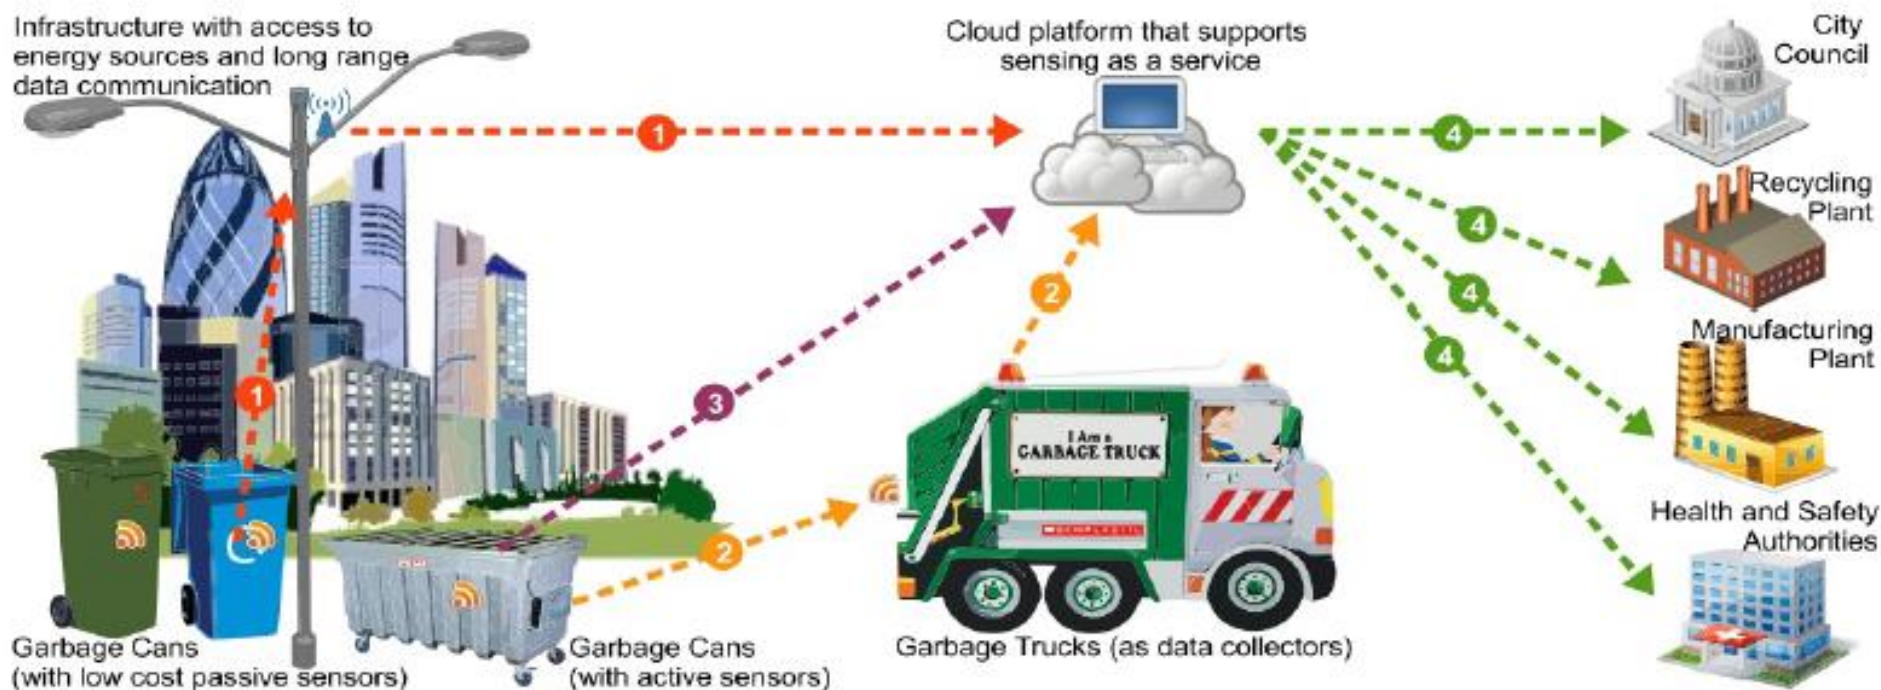 Infrastructure with access to
energy sources and long range
data communication
Cloud platform that supports
sensing as a service
City
Council
1
4
Recycling
Plant
4
2
4
Manufacturing
Plant
4
1
3
I Am a
GARBAGE TRUCK
Health and Safety
Authorities
SCHOLASTIC
2
Garbage Cans
(with low cost passive sensors)
Garbage Cans
(with active sensors)
Garbage Trucks (as data collectors)